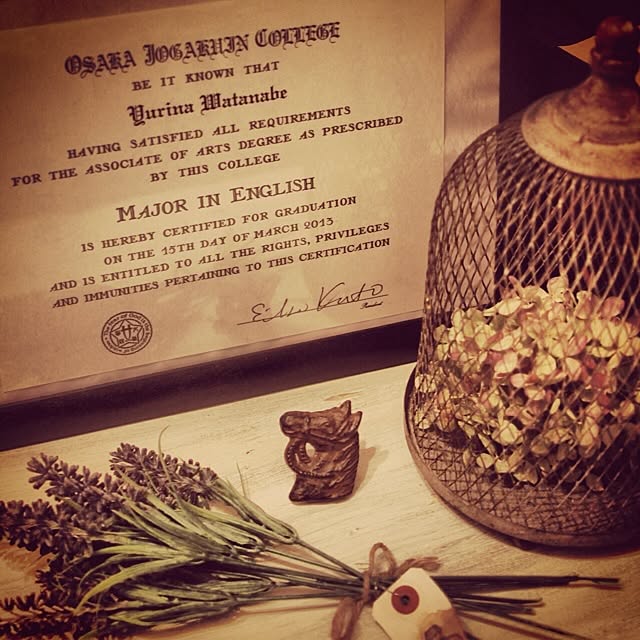 OSAKA JOGAKUIN COLLEGE
BE IT KNOWN THAT
Yurina Watanabe
HAVING SATISFIED ALL REQUIREMENTS
FOR THE ASSOCIATE OF ARTS DEGREE AS PRESCRIBED
BY THIS COLLEGE
MAJOR IN ENGLISH
IS HEREBY CERTIFIED FOR GRADUATION
ON THE 15TH DAY OF MARCH 2013
AND IS ENTITLED TO ALL THE RIGHTS, PRIVILEGES
AND IMMUNITIES PERTAINING TO THIS CERTIFICATION
President